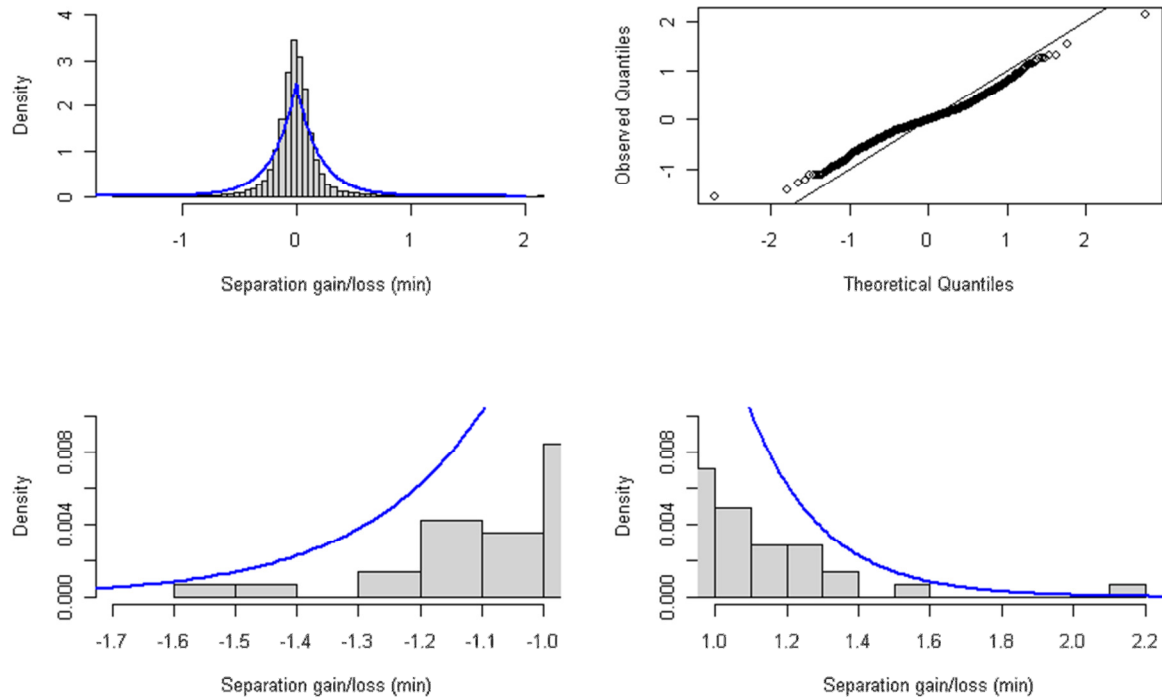 Density
4
3
2
1
0
-1 0 1 2
Separation gain/loss (min)
Observed Quantiles
2
1
0
-1
-2 -1 0 1 2
Theoretical Quantiles
Density
0.008
0.004
0.000
-1.7 -1.6 -1.5 -1.4 -1.3 -1.2 -1.1 -1.0
Separation gain/loss (min)
Density
0.008
0.004
0.000
1.0 1.2 1.4 1.6 1.8 2.0 2.2
Separation gain/loss (min)